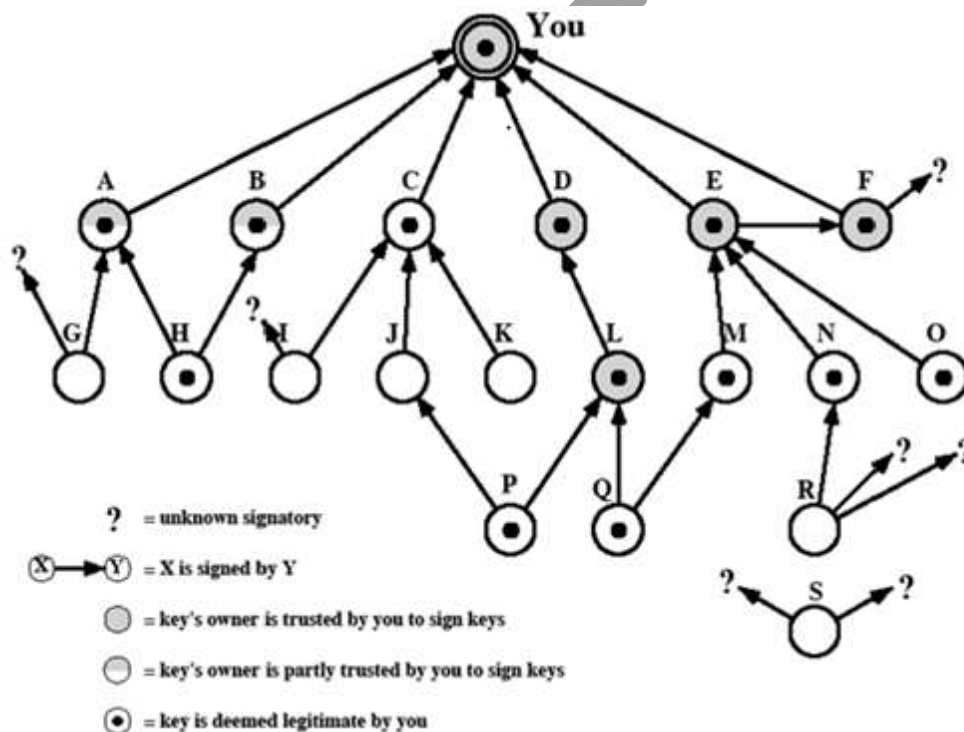 You
A B C D E F ?
?
G H ? I J K L M N O
P Q R ? ?
? = unknown signatory
X Y = X is signed by Y
? S ?
= key's owner is trusted by you to sign keys
= key's owner is partly trusted by you to sign keys
= key is deemed legitimate by you